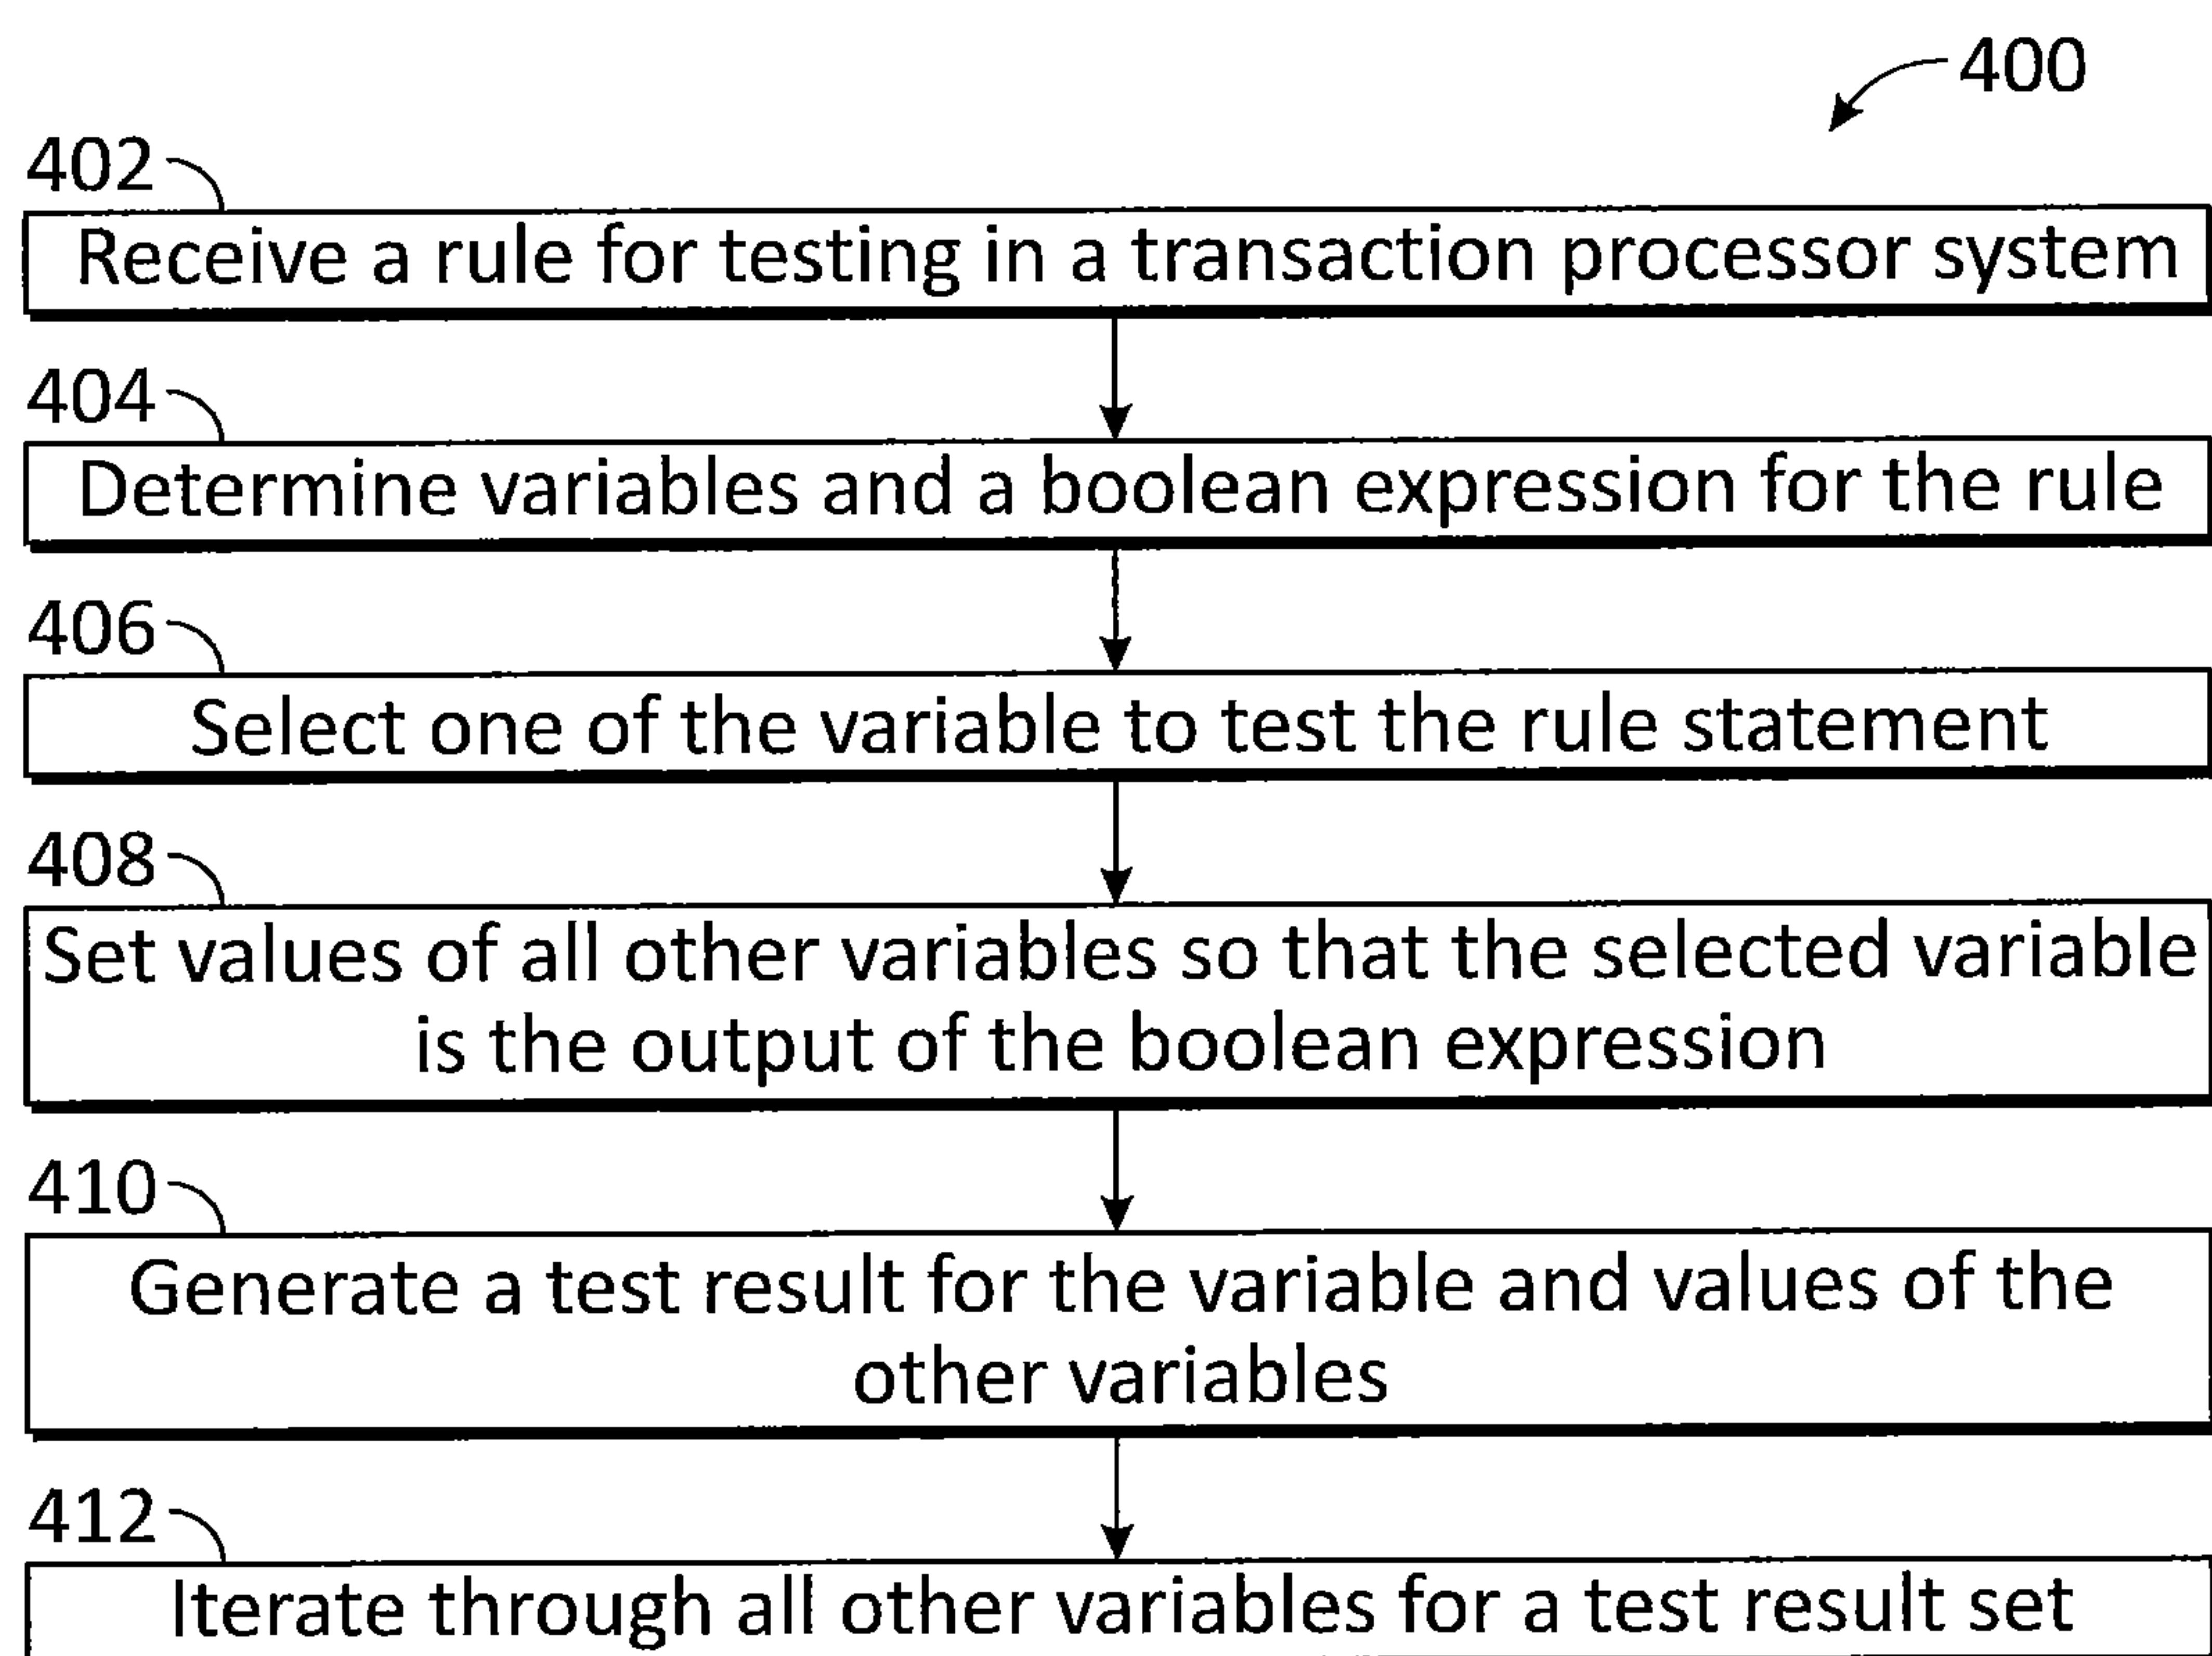 400
402
Receive a rule for testing in a transaction processor system
404
Determine variables and a boolean expression for the rule
406
Select one of the variable to test the rule statement
408
Set values of all other variables so that the selected variable
is the output of the boolean expression
410
Generate a test result for the variable and values of the
other variables
412
Iterate through all other variables for a test result set